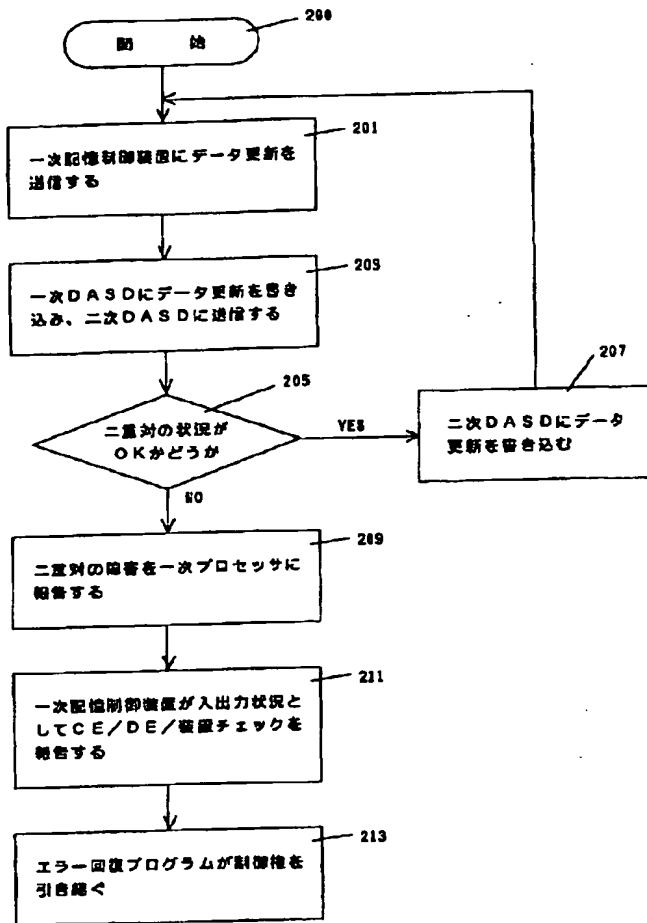 開　始
200
一次記憶制御装置にデータ更新を
送信する
201
一次DASDにデータ更新を書き
込み、二次DASDに送信する
203
二重対の状況が
OKかどうか
205
YES
二次DASDにデータ
更新を書き込む
207
NO
二重対の障害を一次プロセッサに
報告する
209
一次記憶制御装置が入出力状況と
してCE/DE/装置チェックを
報告する
211
エラー回復プログラムが制御権を
引き継ぐ
213